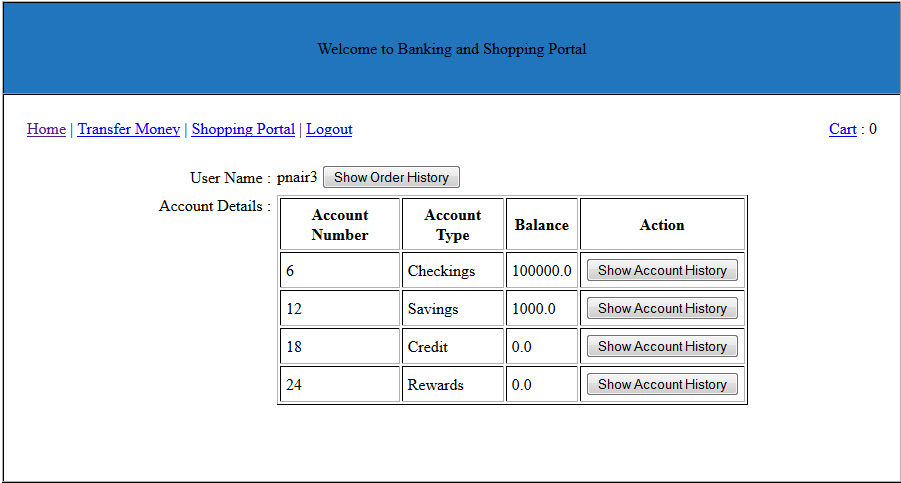 Welcome to Banking and Shopping Portal
Home | Transfer Money | Shopping Portal | Logout Cart : 0
User Name : pnair3 Show Order History
Account Details :
Account Number Account Type Balance Action
6 Checkings 100000.0 Show Account History
12 Savings 1000.0 Show Account History
18 Credit 0.0 Show Account History
24 Rewards 0.0 Show Account History